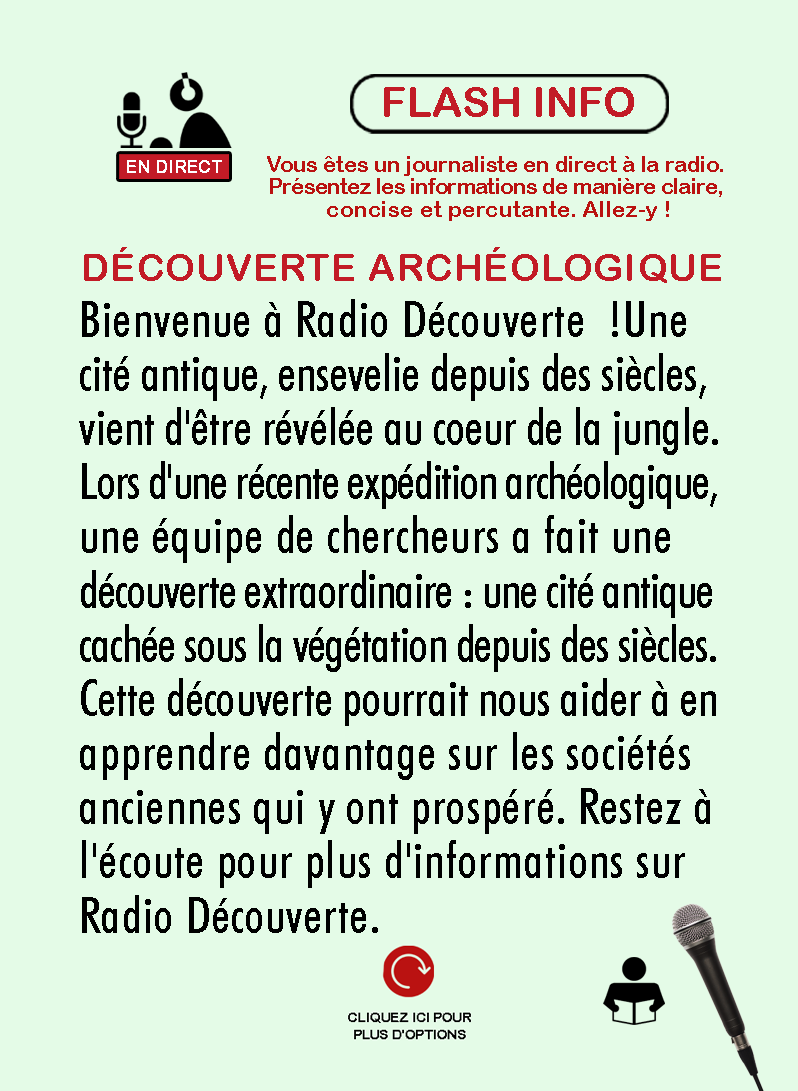 FLASH INFO
EN DIRECT
Vous êtes un journaliste en direct à la radio.
Présentez les informations de manière claire,
concise et percutante. Allez-y !
DÉCOUVERTE ARCHÉOLOGIQUE
Bienvenue à Radio Découverte  !Une
cité antique, ensevelie depuis des siècles,
vient d'être révélée au coeur de la jungle.
Lors d'une récente expédition archéologique,
une équipe de chercheurs a fait une
découverte extraordinaire : une cité antique
cachée sous la végétation depuis des siècles.
Cette découverte pourrait nous aider à en
apprendre davantage sur les sociétés
anciennes qui y ont prospéré. Restez à
l'écoute pour plus d'informations sur
Radio Découverte.
CLIQUEZ ICI POUR
PLUS D'OPTIONS